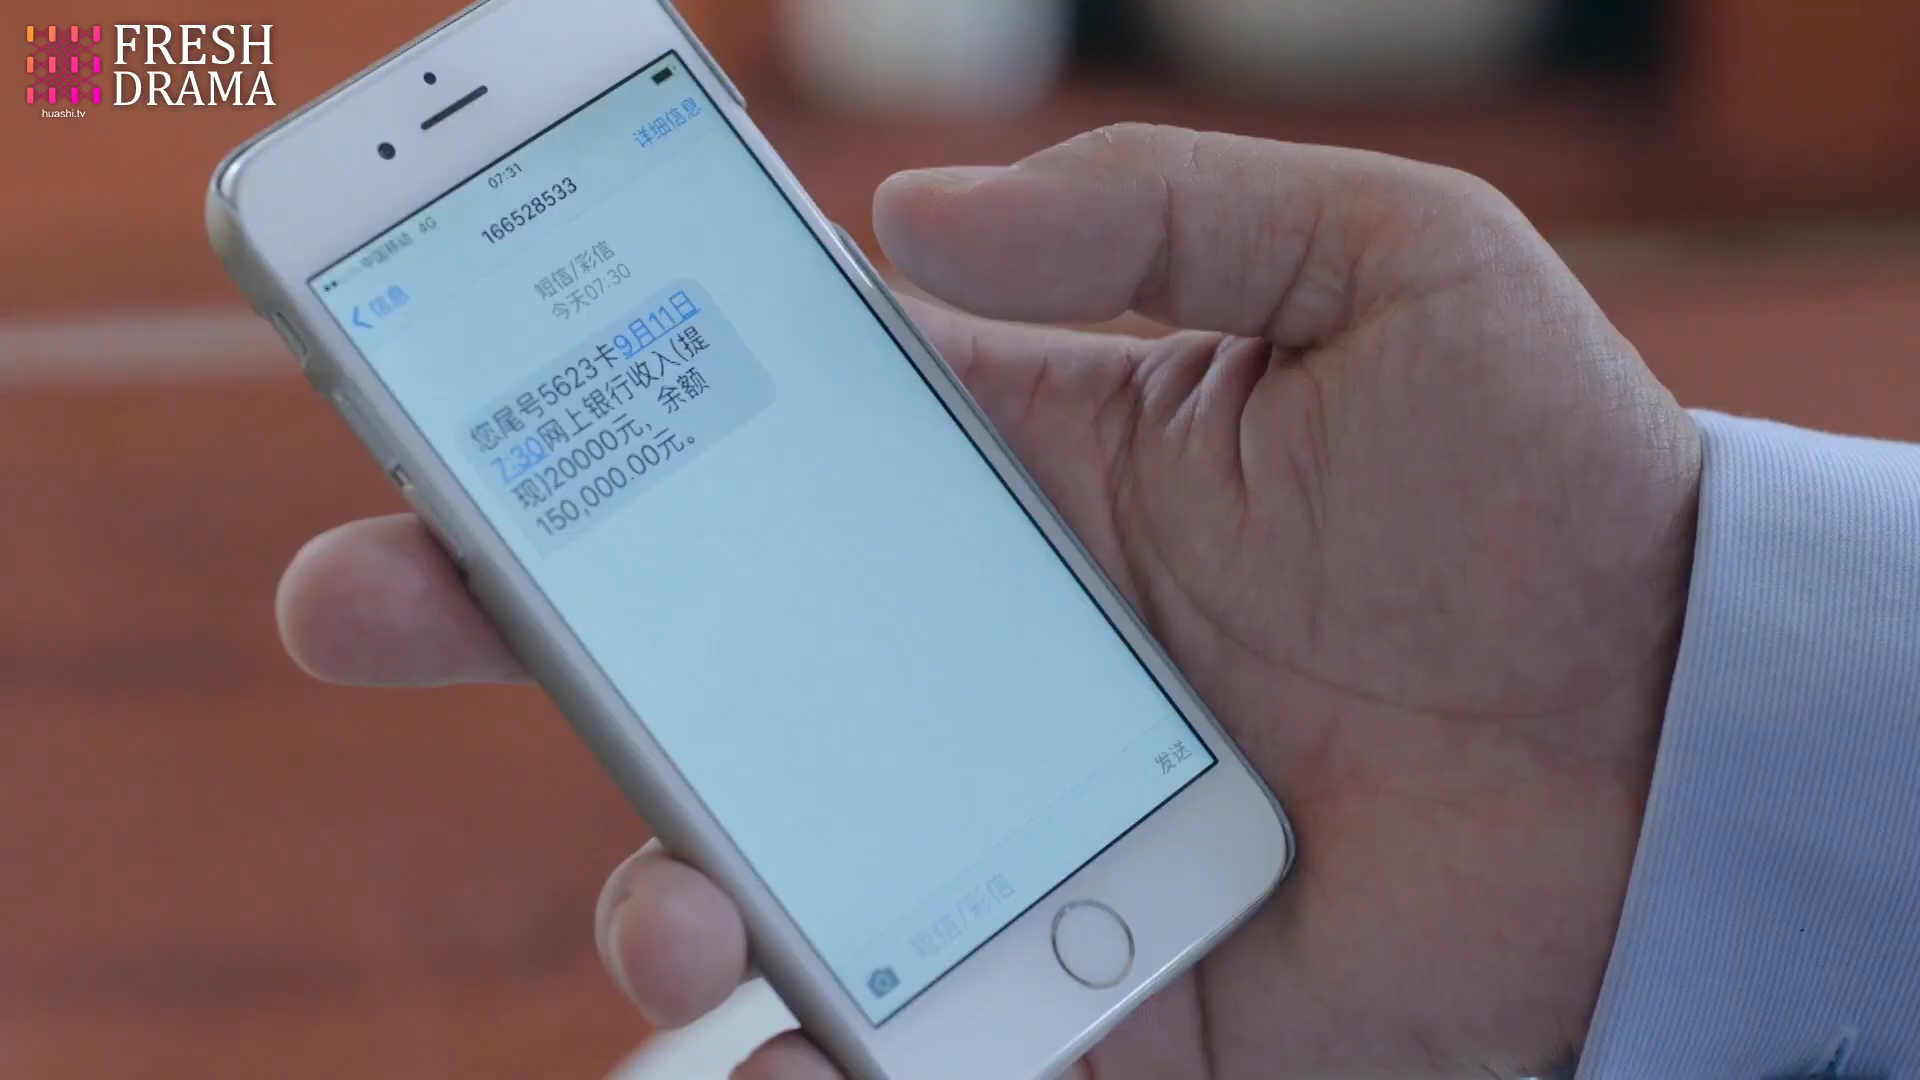 FRESH
DRAMA
huashi.tv
中国移动 4G
07:31
信息
166528533
详细信息
短信/彩信
今天07:30
您尾号5623卡9月11日
7:30网上银行收入(提
现)20000元，余额
150,000.00元。
短信/彩信
发送